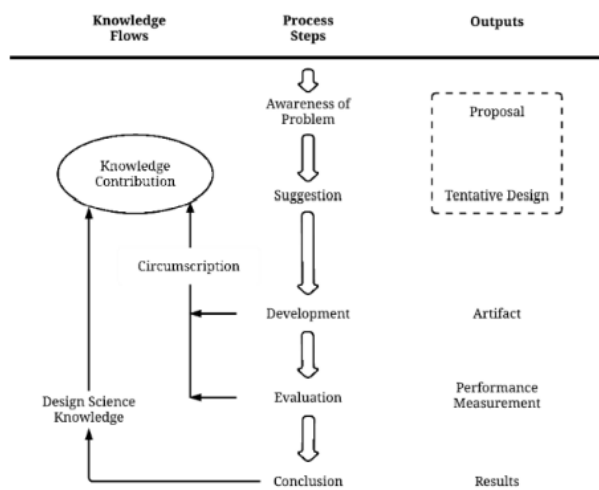 Knowledge
Flows
Process
Steps
Outputs
Awareness of
Problem
Proposal
Knowledge
Contribution
Suggestion
Tentative Design
Circumscription
Development
Artifact
Design Science
Knowledge
Evaluation
Performance
Measurement
Conclusion
Results